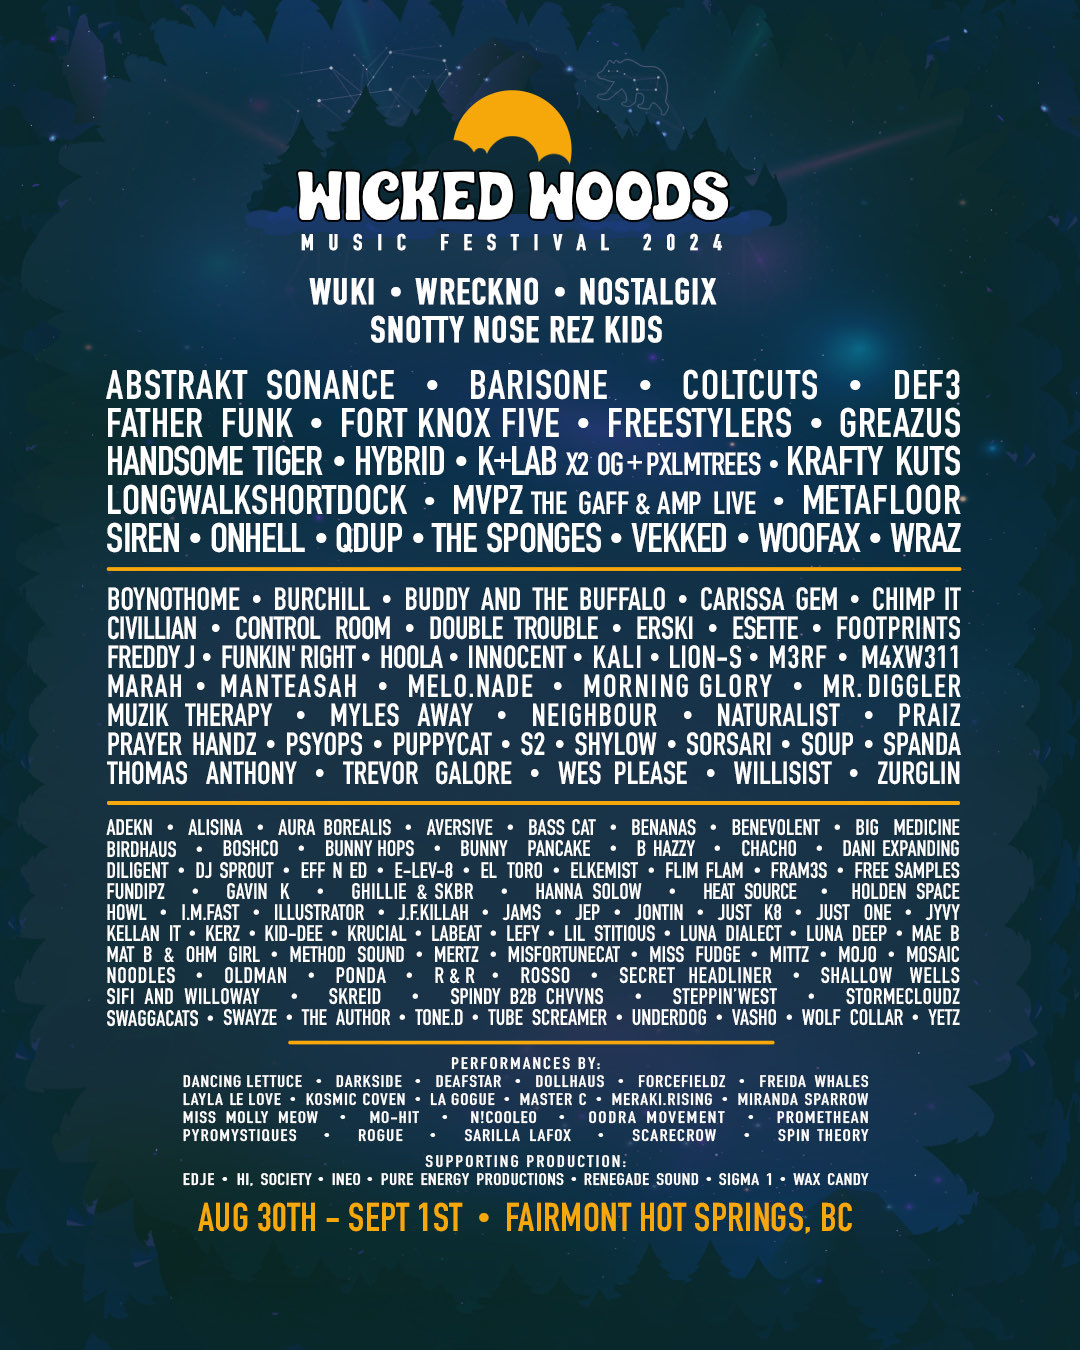 WICKED WOODS
MUSIC FESTIVAL 2024
WUKI • WRECKNO • NOSTALGIX
SNOTTY NOSE REZ KIDS
ABSTRAKT SONANCE • BARISONE • COLTCUTS • DEF3
FATHER FUNK • FORT KNOX FIVE • FREESTYLERS • GREAZUS
HANDSOME TIGER • HYBRID • K+LAB X2 OG + PXLMTREES • KRAFTY KUTS
LONGWALKSHORTDOCK • MVPZ THE GAFF & AMP LIVE • METAFLOOR
SIREN • ONHELL • QDUP • THE SPONGES • VEKKED • WOOFAX • WRAZ
BOYNOTHOME • BURCHILL • BUDDY AND THE BUFFALO • CARISSA GEM • CHIMP IT
CIVILLIAN • CONTROL ROOM • DOUBLE TROUBLE • ERSKI • ESETTE • FOOTPRINTS
FREDDY J • FUNKIN' RIGHT • HOOLA • INNOCENT • KALI • LION-S • M3RF • M4XW311
MARAH • MANTEASAH • MELO.NADE • MORNING GLORY • MR. DIGGLER
MUZIK THERAPY • MYLES AWAY • NEIGHBOUR • NATURALIST • PRAIZ
PRAYER HANDZ • PSYOPS • PUPPYCAT • S2 • SHYLOW • SORSARI • SOUP • SPANDA
THOMAS ANTHONY • TREVOR GALORE • WES PLEASE • WILLISIST • ZURGLIN
ADEKN • ALISINA • AURA BOREALIS • AVERSIVE • BASS CAT • BENANAS • BENEVOLENT • BIG MEDICINE
BIRDHAUS • BOSHCO • BUNNY HOPS • BUNNY PANCAKE • B HAZZY • CHACHO • DANI EXPANDING
DILIGENT • DJ SPROUT • EFF N ED • E-LEV-8 • EL TORO • ELKEMIST • FLIM FLAM • FRAM3S • FREE SAMPLES
FUNDIPZ • GAVIN K • GHILLIE & SKBR • HANNA SOLOW • HEAT SOURCE • HOLDEN SPACE
HOWL • I.M.FAST • ILLUSTRATOR • J.F.KILLAH • JAMS • JEP • JONTIN • JUST K8 • JUST ONE • JYVY
KELLAN IT • KERZ • KID-DEE • KRUCIAL • LABEAT • LEFY • LIL STITIOUS • LUNA DIALECT • LUNA DEEP • MAE B
MAT B & OHM GIRL • METHOD SOUND • MERTZ • MISFORTUNECAT • MISS FUDGE • MITTZ • MOJO • MOSAIC
NOODLES • OLDMAN • PONDA • R & R • ROSSO • SECRET HEADLINER • SHALLOW WELLS
SIFI AND WILLOWAY • SKREID • SPINDY B2B CHVVNS • STEPPIN'WEST • STORMECLOUDZ
SWAGGACATS • SWAYZE • THE AUTHOR • TONE.D • TUBE SCREAMER • UNDERDOG • VASHO • WOLF COLLAR • YETZ
PERFORMANCES BY:
DANCING LETTUCE • DARKSIDE • DEAFSTAR • DOLLHAUS • FORCEFIELDZ • FREIDA WHALES
LAYLA LE LOVE • KOSMIC COVEN • LA GOGUE • MASTER C • MERAKI.RISING • MIRANDA SPARROW
MISS MOLLY MEOW • MO-HIT • N!COOLEO • OODRA MOVEMENT • PROMETHEAN
PYROMYSTIQUES • ROGUE • SARILLA LAFOX • SCARECROW • SPIN THEORY
SUPPORTING PRODUCTION:
EDJE • HI, SOCIETY • INEO • PURE ENERGY PRODUCTIONS • RENEGADE SOUND • SIGMA 1 • WAX CANDY
AUG 30TH - SEPT 1ST • FAIRMONT HOT SPRINGS, BC